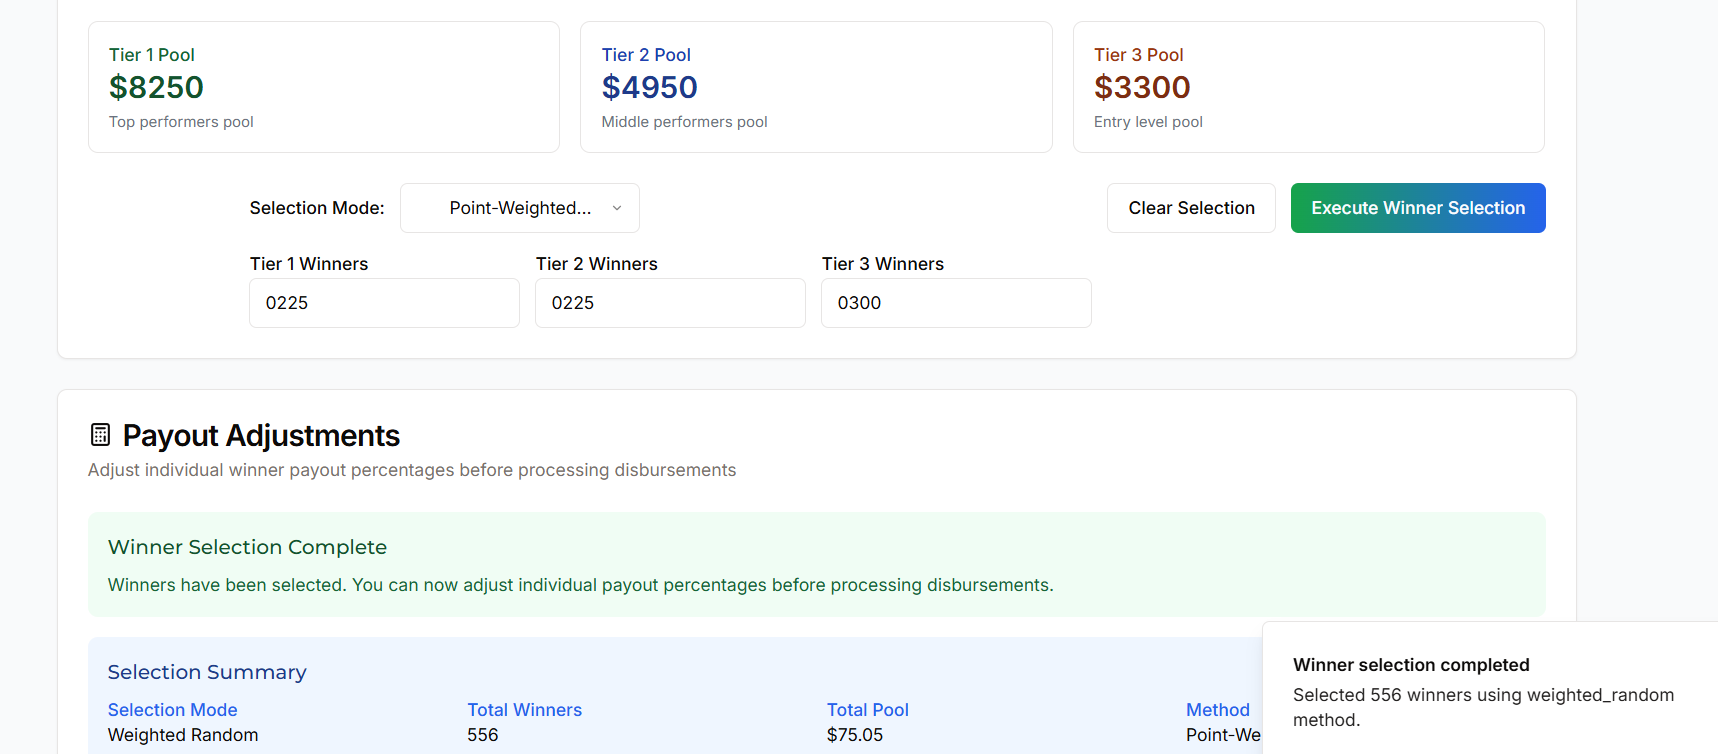 Tier 1 Pool
$8250
Top performers pool
Tier 2 Pool
$4950
Middle performers pool
Tier 3 Pool
$3300
Entry level pool
Selection Mode:
Point-Weighted...
Clear Selection
Execute Winner Selection
Tier 1 Winners
0225
Tier 2 Winners
0225
Tier 3 Winners
0300
Payout Adjustments
Adjust individual winner payout percentages before processing disbursements
Winner Selection Complete
Winners have been selected. You can now adjust individual payout percentages before processing disbursements.
Selection Summary
Selection Mode
Weighted Random
Total Winners
556
Total Pool
$75.05
Method
Point-We
Winner selection completed
Selected 556 winners using weighted_random
method.